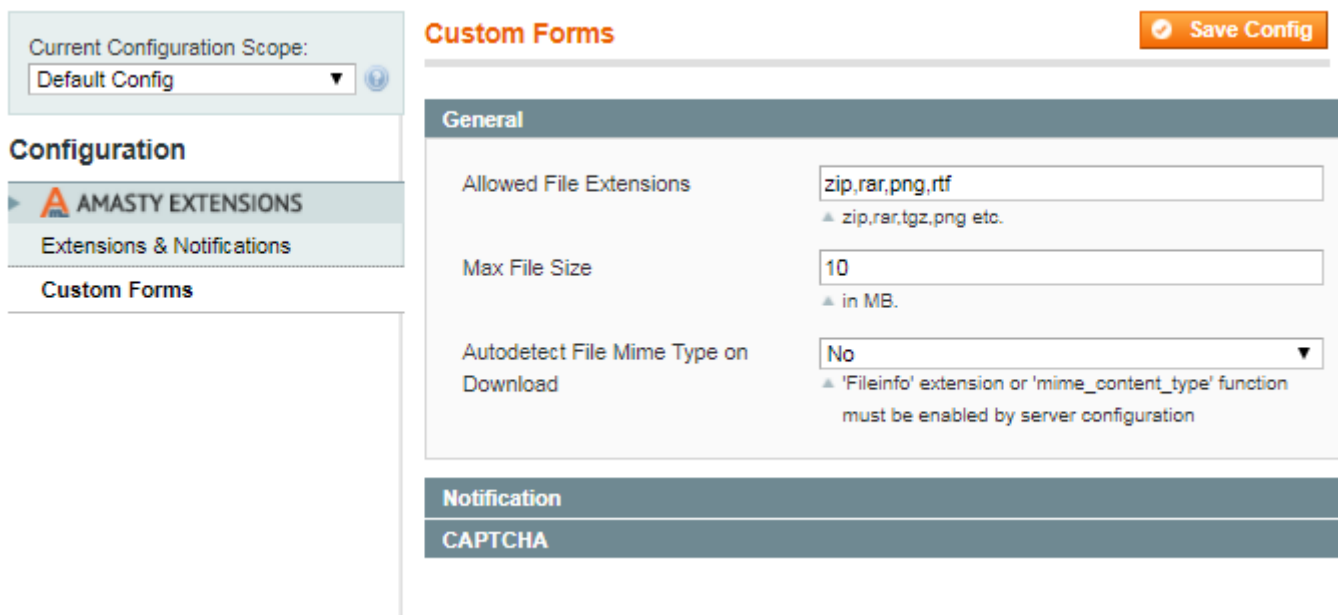 Current Configuration Scope:
Default Config
Configuration
AMASTY EXTENSIONS
Extensions & Notifications
Custom Forms
Custom Forms
Save Config
General
Allowed File Extensions
zip,rar,png,rtf
zip,rar,tgz,png etc.
Max File Size
10
in MB.
Autodetect File Mime Type on
Download
No
'Fileinfo' extension or 'mime_content_type' function
must be enabled by server configuration
Notification
CAPTCHA